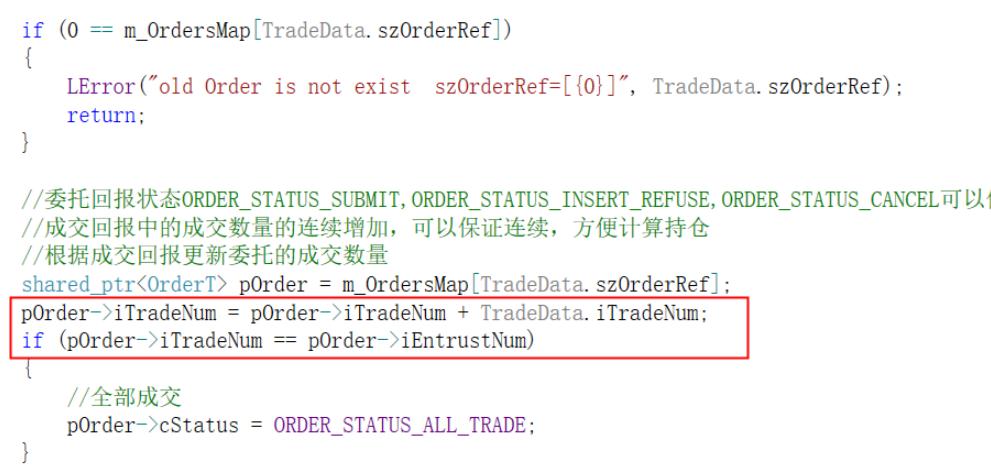 if (0 == m_OrdersMap[TradeData.szOrderRef])
{
LError("old Order is not exist  szOrderRef=[{0}]", TradeData.szOrderRef);
return;
}
//委托回报状态ORDER_STATUS_SUBMIT,ORDER_STATUS_INSERT_REFUSE,ORDER_STATUS_CANCEL可以
//成交回报中的成交数量的连续增加，可以保证连续，方便计算持仓
//根据成交回报更新委托的成交数量
shared_ptr<OrderT> pOrder = m_OrdersMap[TradeData.szOrderRef];
pOrder->iTradeNum = pOrder->iTradeNum + TradeData.iTradeNum;
if (pOrder->iTradeNum == pOrder->iEntrustNum)
{
//全部成交
pOrder->cStatus = ORDER_STATUS_ALL_TRADE;
}